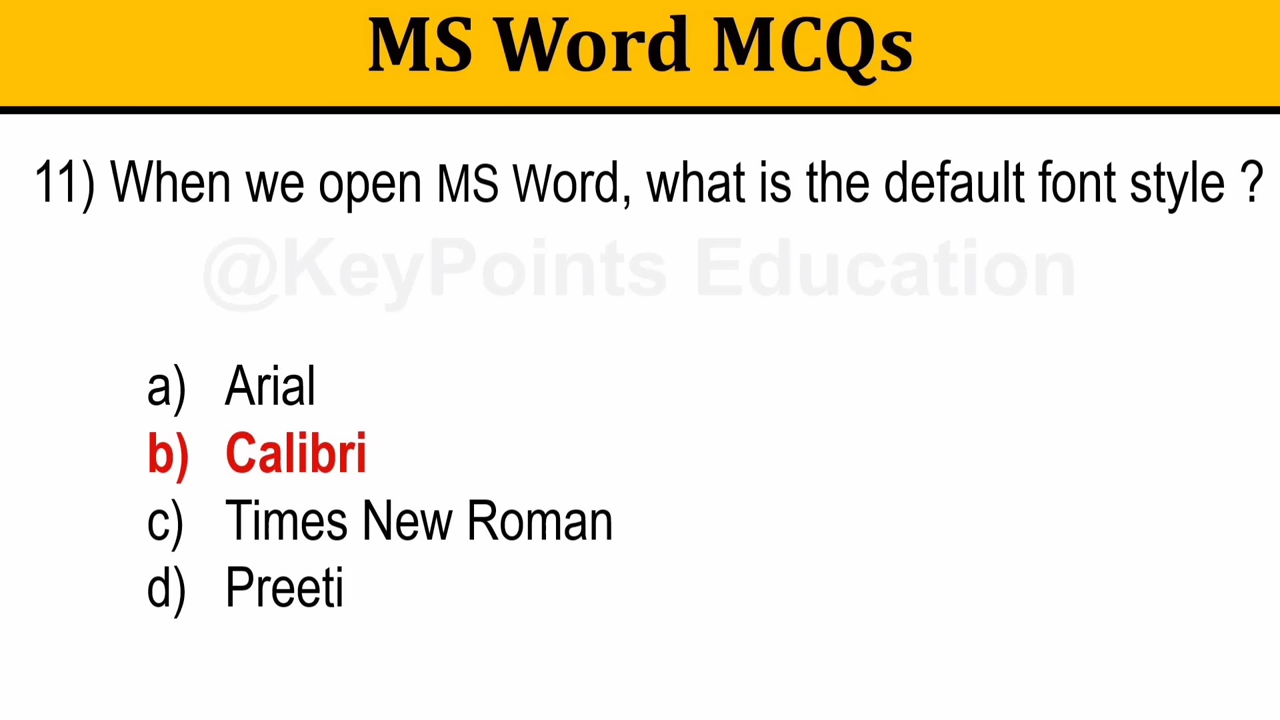 MS Word MCQs
11) When we open MS Word, what is the default font style ?
@KeyPoints Education
a) Arial
b) Calibri
c) Times New Roman
d) Preeti